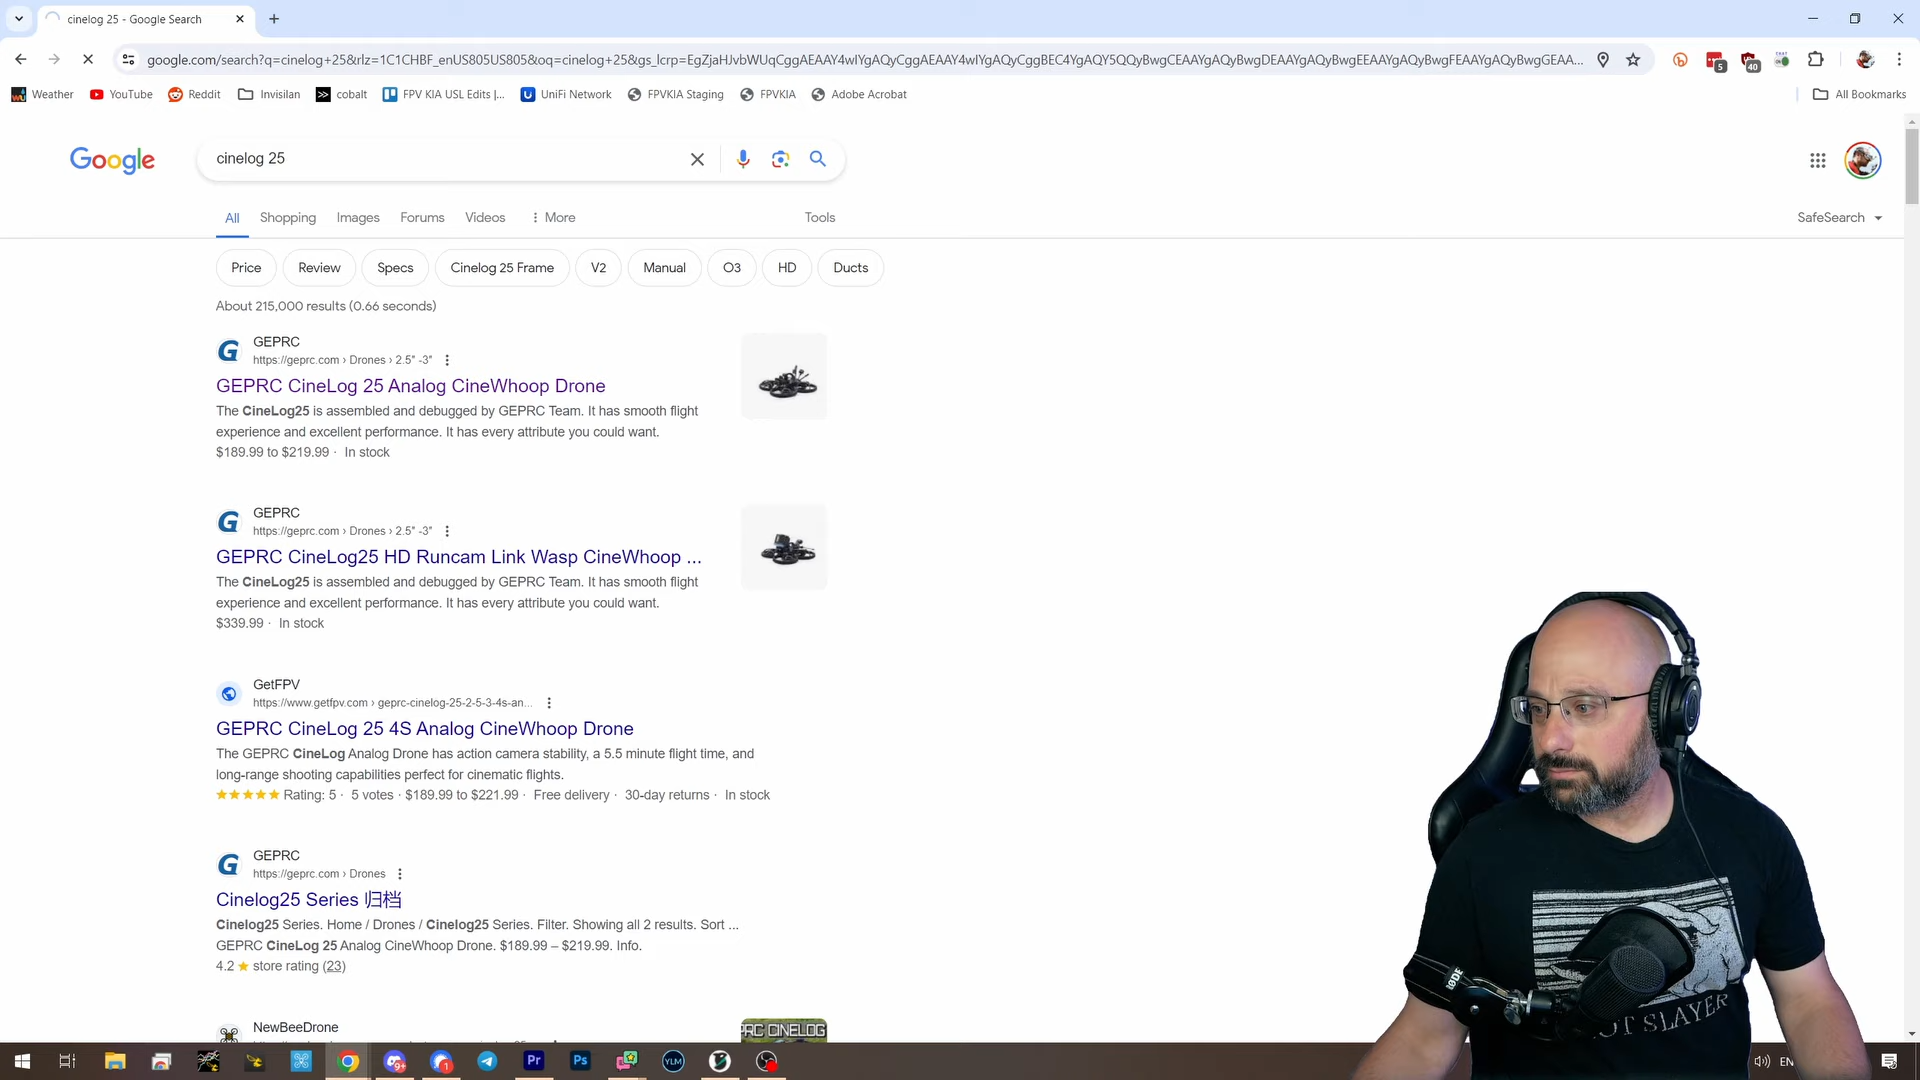 cinelog 25 - Google Search
google.com/search?q=cinelog+25&rlz=1C1CHBF_enUS805US805&oq=cinelog+25&gs_lcrp=EgZjaHJvbWUqCggAEAAY4wIYgAQyCggAEAAY4wIYgAQyCggBEC4YgAQY5QQyBwgCEAAYgAQyBwgDEAAYgAQyBwgEEAAYgAQyBwgFEAAYgAQyBwgGEAA...
5
40
Weather YouTube Reddit Invisilan cobalt FPV KIA USL Edits |... UniFi Network FPVKIA Staging FPVKIA Adobe Acrobat All Bookmarks
Google
cinelog 25
All Shopping Images Forums Videos More Tools SafeSearch
Price Review Specs Cinelog 25 Frame V2 Manual O3 HD Ducts
About 215,000 results (0.66 seconds)
GEPRC
https://geprc.com › Drones › 2.5" -3"
GEPRC CineLog 25 Analog CineWhoop Drone
The CineLog25 is assembled and debugged by GEPRC Team. It has smooth flight
experience and excellent performance. It has every attribute you could want.
$189.99 to $219.99 · In stock
GEPRC
https://geprc.com › Drones › 2.5" -3"
GEPRC CineLog25 HD Runcam Link Wasp CineWhoop ...
The CineLog25 is assembled and debugged by GEPRC Team. It has smooth flight
experience and excellent performance. It has every attribute you could want.
$339.99 · In stock
GetFPV
https://www.getfpv.com › geprc-cinelog-25-2-5-3-4s-an...
GEPRC CineLog 25 4S Analog CineWhoop Drone
The GEPRC CineLog Analog Drone has action camera stability, a 5.5 minute flight time, and
long-range shooting capabilities perfect for cinematic flights.
Rating: 5 · 5 votes · $189.99 to $221.99 · Free delivery · 30-day returns · In stock
GEPRC
https://geprc.com › Drones
Cinelog25 Series 归档
Cinelog25 Series. Home / Drones / Cinelog25 Series. Filter. Showing all 2 results. Sort ...
GEPRC CineLog 25 Analog CineWhoop Drone. $189.99 – $219.99. Info.
4.2 ★ store rating (23)
NewBeeDrone
CINELOG
RODE
SLAYER
9+
1
Pr
Ps
YLM